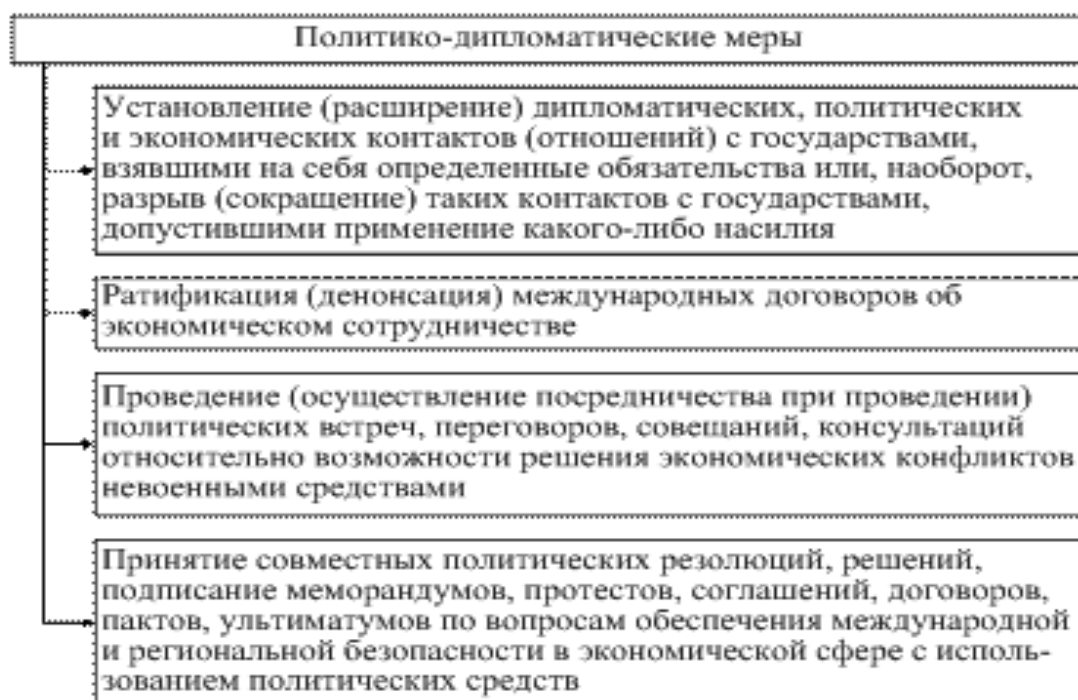 Политико-дипломатические меры
Установление (расширение) дипломатических, политических
и экономических контактов (отношений) с государствами,
взявшими на себя определенные обязательства или, наоборот,
разрыв (сокращение) таких контактов с государствами,
допустившими применение какого-либо насилия
Ратификация (денонсация) международных договоров об
экономическом сотрудничестве
Проведение (осуществление посредничества при проведении)
политических встреч, переговоров, совещаний, консультаций
относительно возможности решения экономических конфликтов
невоенными средствами
Принятие совместных политических резолюций, решений,
подписание меморандумов, протестов, соглашений, договоров,
пактов, ультиматумов по вопросам обеспечения международной
и региональной безопасности в экономической сфере с исполь-
зованием политических средств